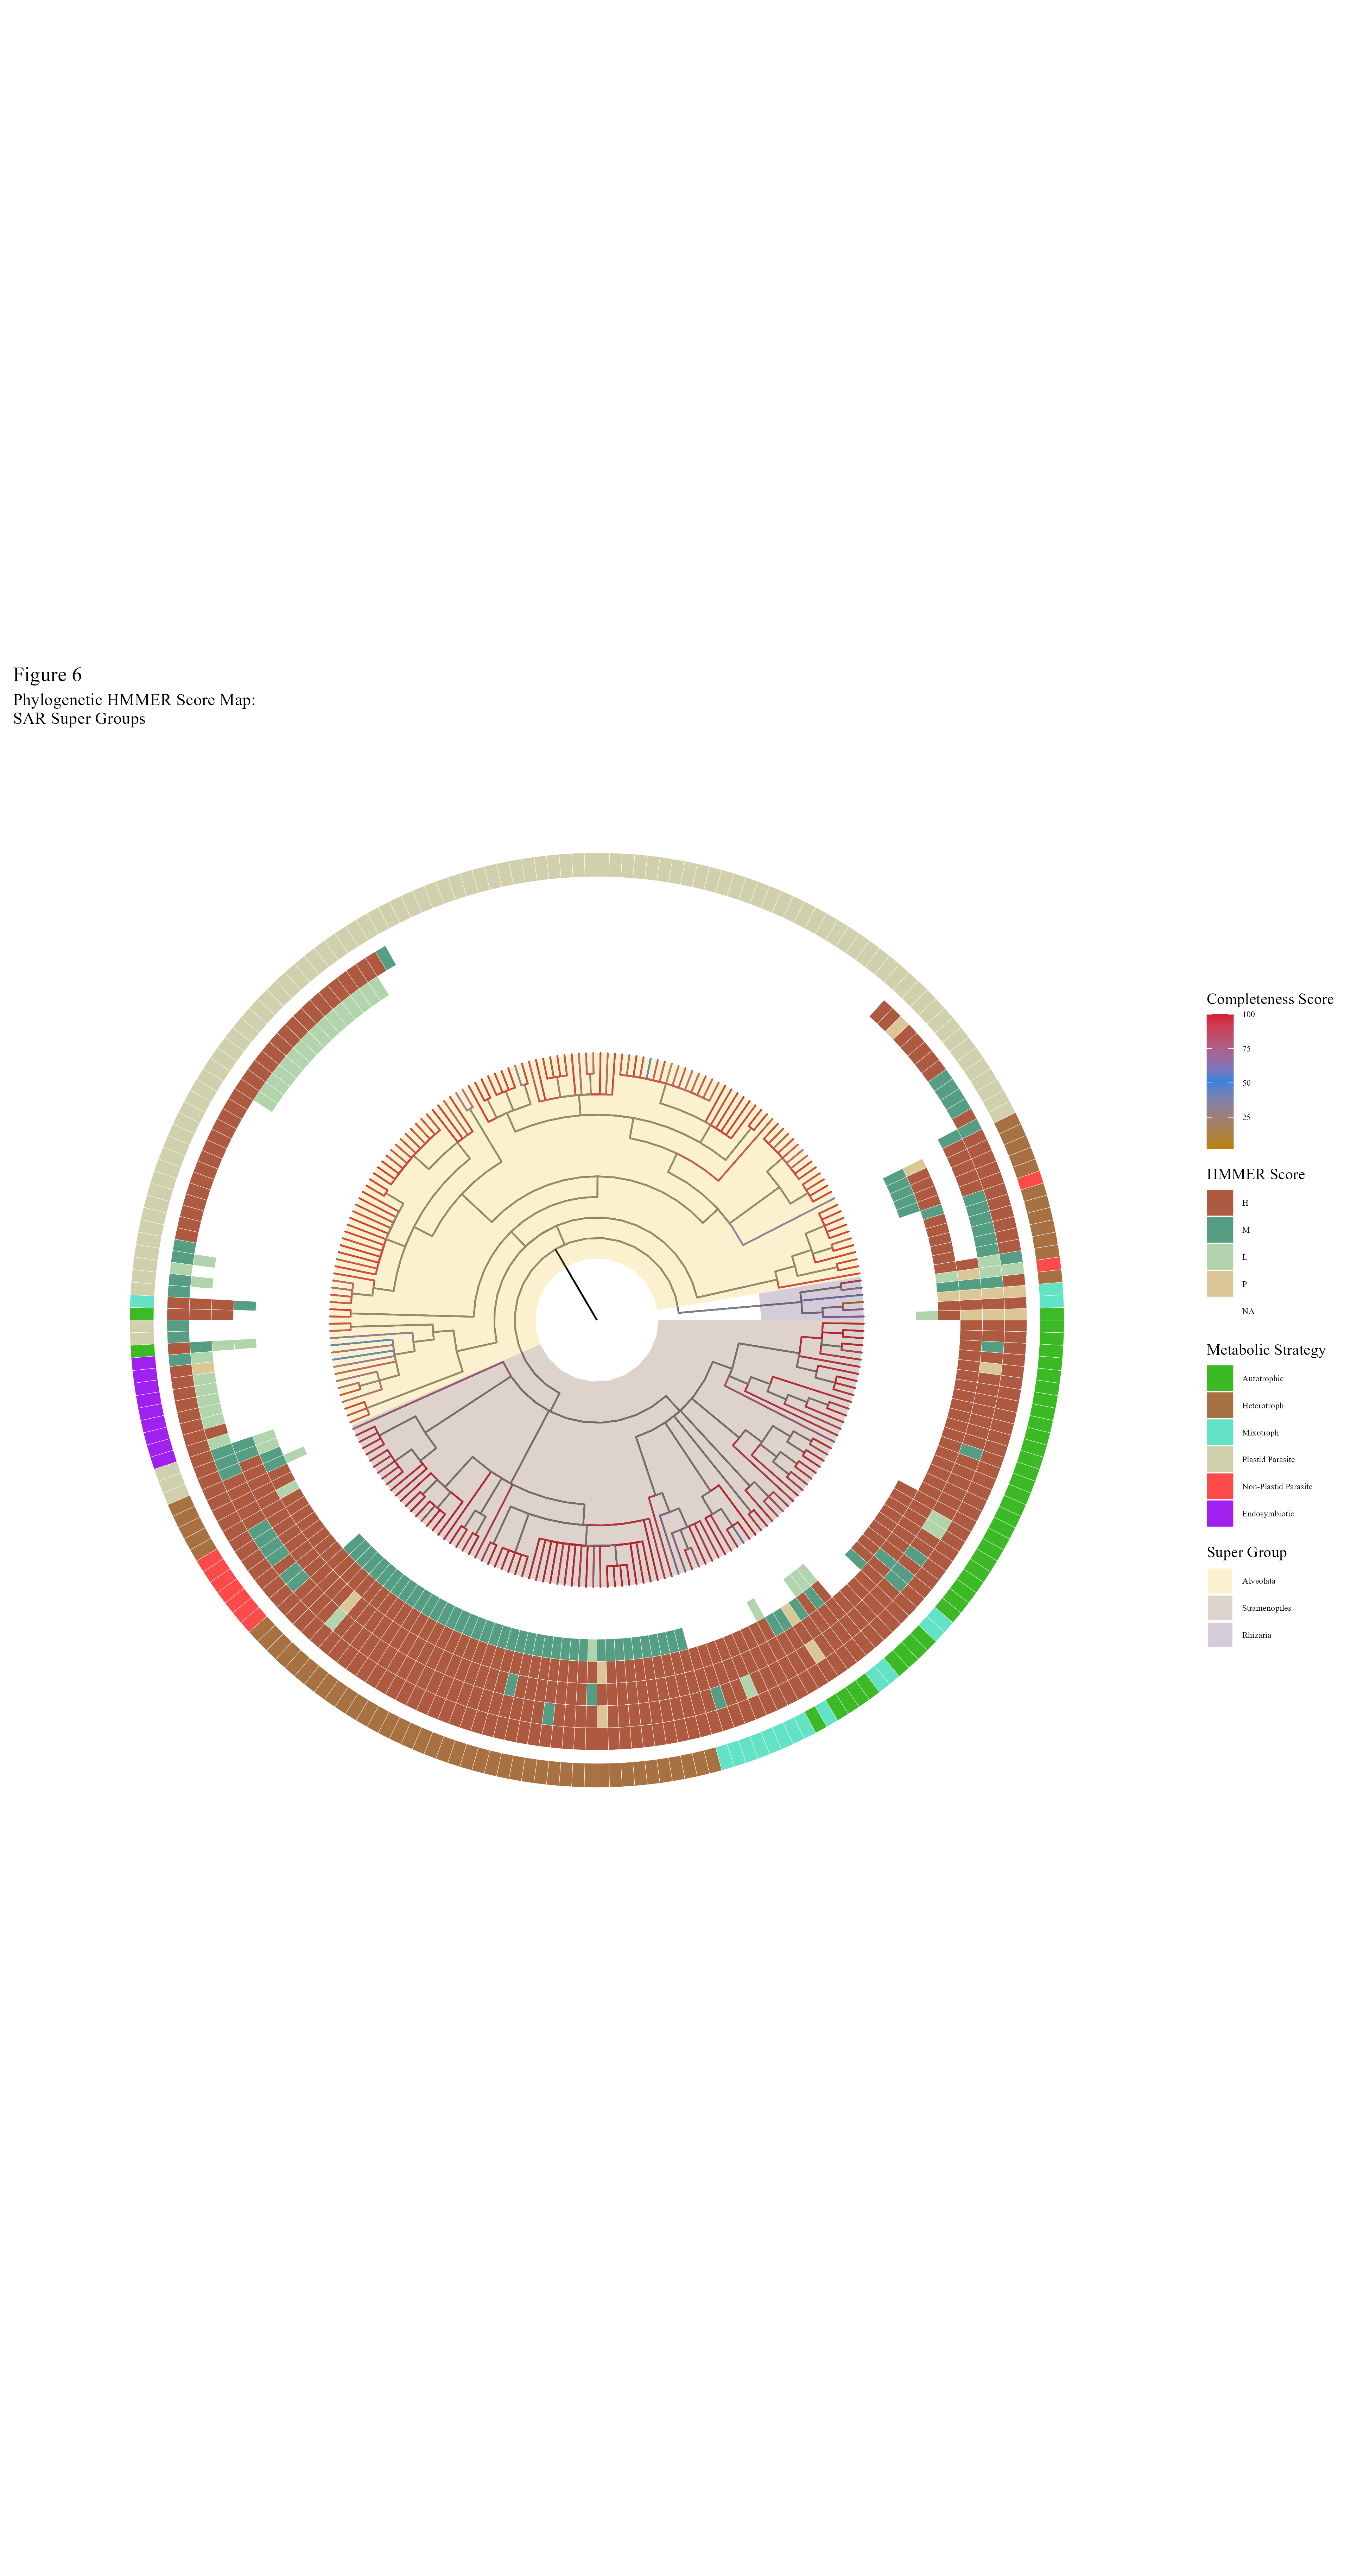 Figure 6
Phylogenetic HMMER Score Map:
SAR Super Groups
Completeness Score
100
75
50
25
HMMER Score
H
M
L
P
NA
Metabolic Strategy
Autotrophic
Heterotroph
Mixotroph
Plastid Parasite
Non-Plastid Parasite
Endosymbiotic
Super Group
Alveolata
Stramenopiles
Rhizaria